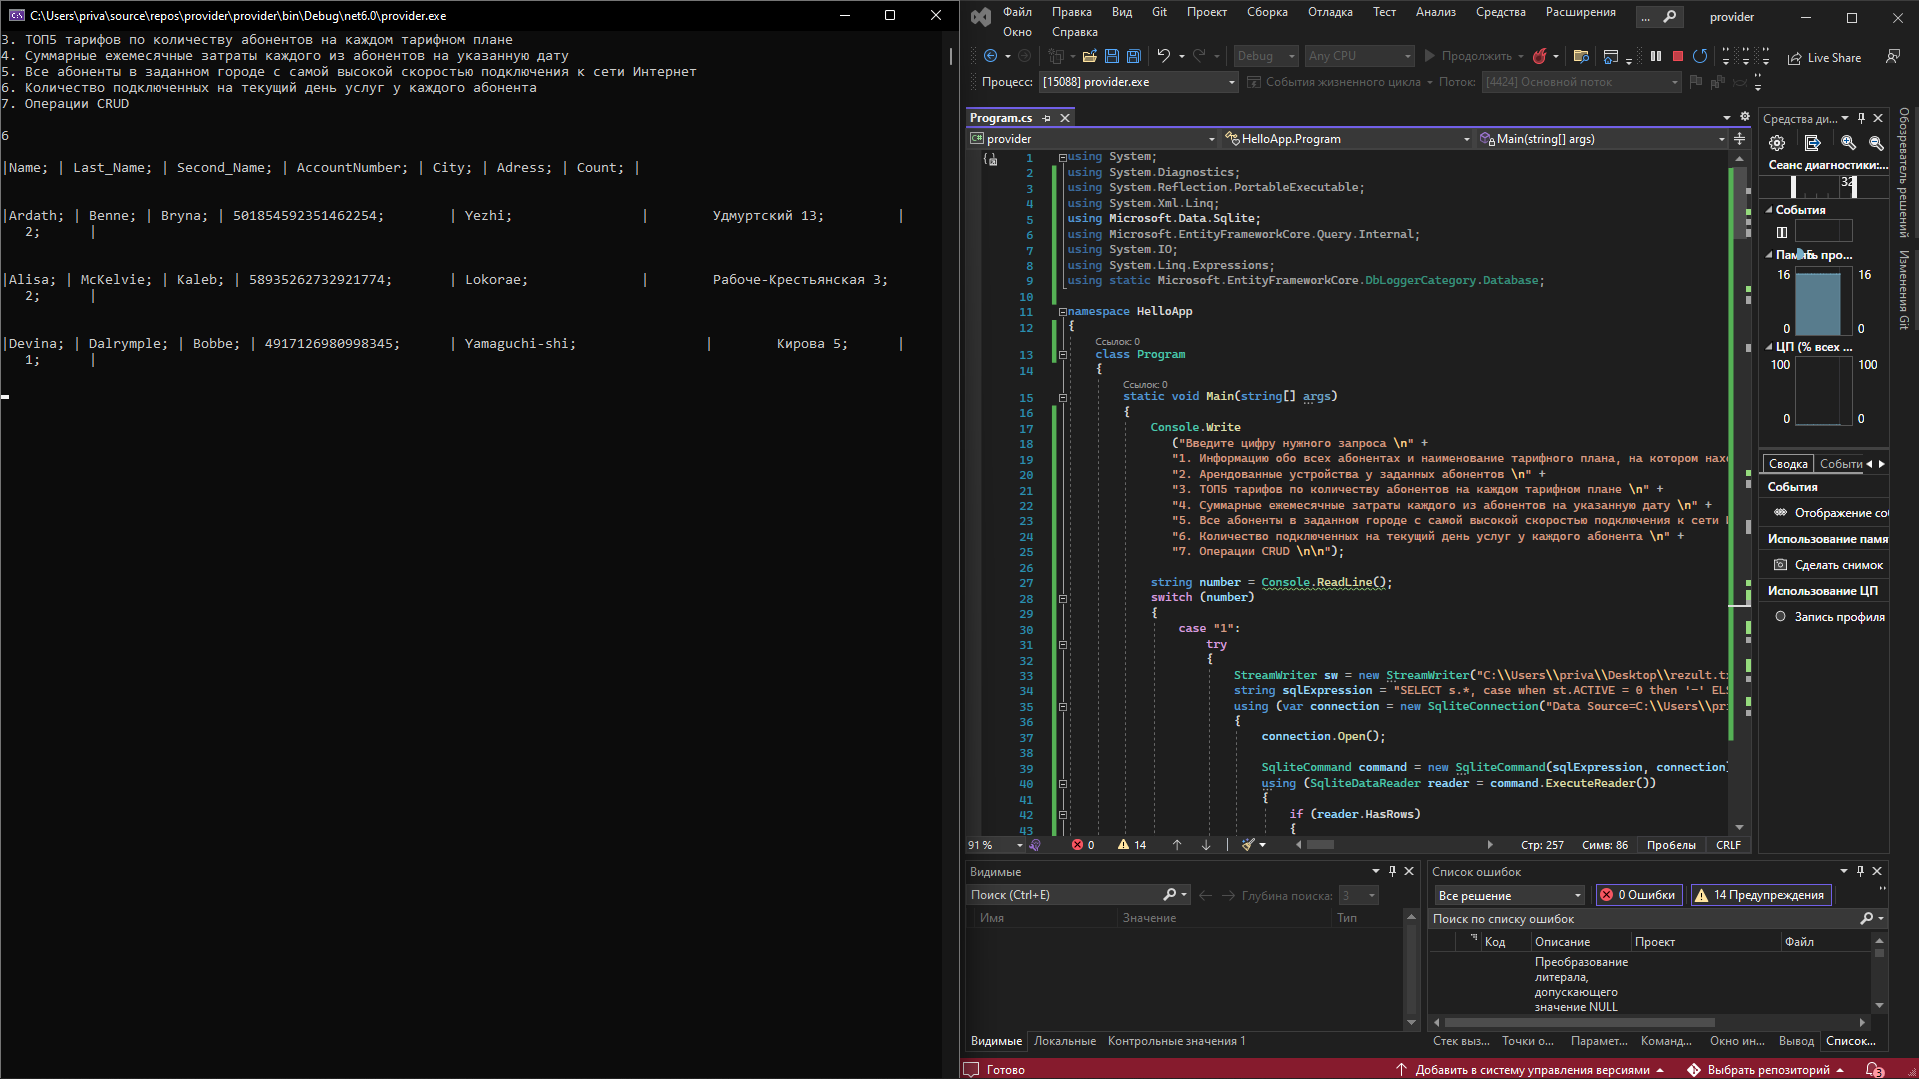 C:\Users\priva\source\repos\provider\provider\bin\Debug\net6.0\provider.exe
3. ТОП5 тарифов по количеству абонентов на каждом тарифном плане
4. Суммарные ежемесячные затраты каждого из абонентов на указанную дату
5. Все абоненты в заданном городе с самой высокой скоростью подключения к сети Интернет
6. Количество подключенных на текущий день услуг у каждого абонента
7. Операции CRUD
6
|Name; | Last_Name; | Second_Name; | AccountNumber; | City; | Adress; | Count; |
|Ardath; | Benne; | Bryna; | 501854592351462254; | Yezhi; | Удмуртский 13; |
2; |
|Alisa; | McKelvie; | Kaleb; | 58935262732921774; | Lokorae; | Рабоче-Крестьянская 3;
2; |
|Devina; | Dalrymple; | Bobbe; | 4917126980998345; | Yamaguchi-shi; | Кирова 5; |
1; |
Файл Правка Вид Git Проект Сборка Отладка Тест Анализ Средства Расширения ... provider
Окно Справка
Debug Any CPU Продолжить Live Share
Процесс: [15088] provider.exe События жизненного цикла Поток: [4424] Основной поток
Program.cs
provider HelloApp.Program Main(string[] args)
1 using System;
2 using System.Diagnostics;
3 using System.Reflection.PortableExecutable;
4 using System.Xml.Linq;
5 using Microsoft.Data.Sqlite;
6 using Microsoft.EntityFrameworkCore.Query.Internal;
7 using System.IO;
8 using System.Linq.Expressions;
9 using static Microsoft.EntityFrameworkCore.DbLoggerCategory.Database;
10
11 namespace HelloApp
12 {
Ссылок: 0
13 class Program
14 {
Ссылок: 0
15 static void Main(string[] args)
16 {
17 Console.Write
18 ("Введите цифру нужного запроса \n" +
19 "1. Информацию обо всех абонентах и наименование тарифного плана, на котором нахо
20 "2. Арендованные устройства у заданных абонентов \n" +
21 "3. ТОП5 тарифов по количеству абонентов на каждом тарифном плане \n" +
22 "4. Суммарные ежемесячные затраты каждого из абонентов на указанную дату \n" +
23 "5. Все абоненты в заданном городе с самой высокой скоростью подключения к сети
24 "6. Количество подключенных на текущий день услуг у каждого абонента \n" +
25 "7. Операции CRUD \n\n");
26
27 string number = Console.ReadLine();
28 switch (number)
29 {
30 case "1":
31 try
32 {
33 StreamWriter sw = new StreamWriter("C:\\Users\\priva\\Desktop\\rezult.t
34 string sqlExpression = "SELECT s.*, case when st.ACTIVE = 0 then '-' ELS
35 using (var connection = new SqliteConnection("Data Source=C:\\Users\\pri
36 {
37 connection.Open();
38
39 SqliteCommand command = new SqliteCommand(sqlExpression, connection)
40 using (SqliteDataReader reader = command.ExecuteReader())
41 {
42 if (reader.HasRows)
43 {
91 % 0 14 Стр: 257 Симв: 86 Пробелы CRLF
Средства ди...
Сеанс диагностики:...
32
События
Память про...
16 16
0 0
ЦП (% всех ...
100 100
0 0
Сводка Событи
События
Отображение со
Использование памя
Сделать снимок
Использование ЦП
Запись профиля
Обозреватель решений
Изменения Git
Видимые
Поиск (Ctrl+E) Глубина поиска: 3
Имя Значение Тип
Видимые Локальные Контрольные значения 1
Список ошибок
Все решение 0 Ошибки 14 Предупреждения
Поиск по списку ошибок
Код Описание Проект Файл
Преобразование
литерала,
допускающего
значение NULL
Стек выз... Точки о... Парамет... Команд... Окно ин... Вывод Список...
Готово Добавить в систему управления версиями Выбрать репозиторий 3